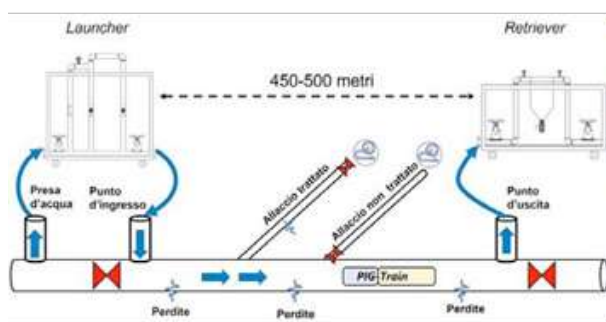 Launcher
Retriever
450-500 metri
Presa
d'acqua
Punto
d'ingresso
Allaccio trattato
Allaccio non trattato
Punto
d'uscita
PIG-Train
Perdite
Perdite
Perdite